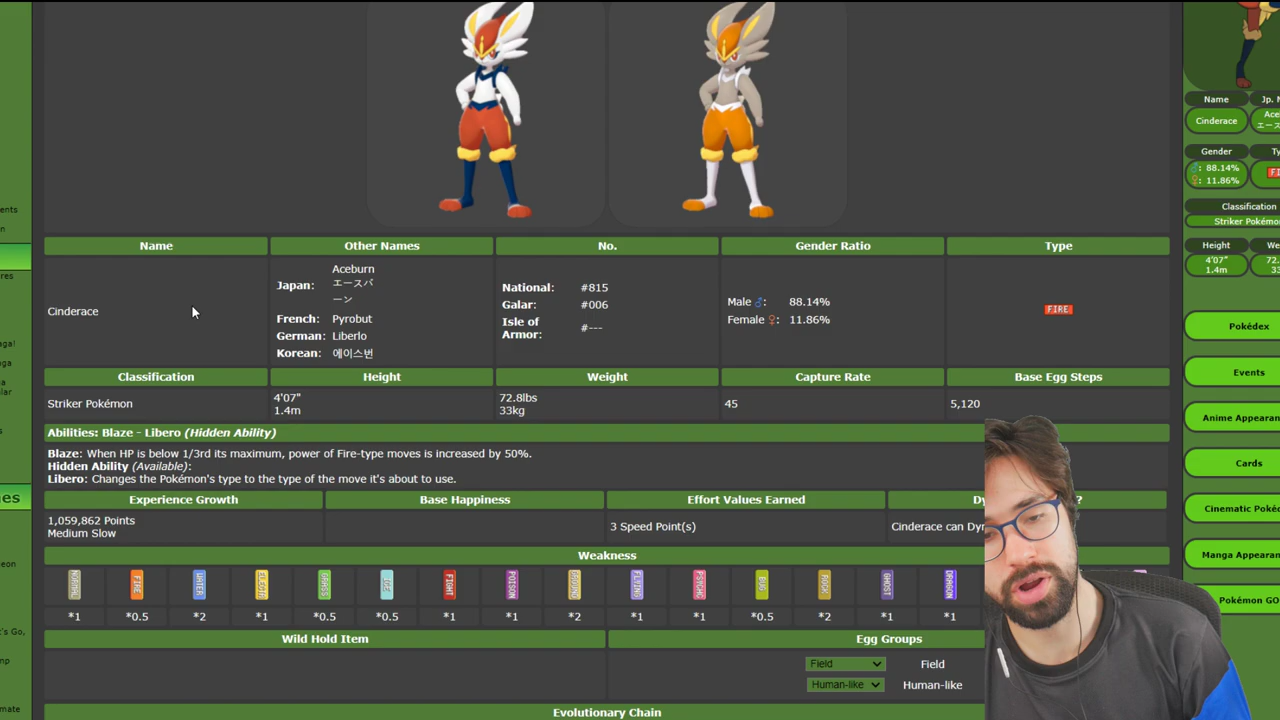 Name
Other Names
No.
Gender Ratio
Type
Cinderace
Japan:
Aceburn
エースバ
ーン
French: Pyrobut
German: Liberlo
Korean: 에이스번
National: #815
Galar: #006
Isle of
Armor: #---
Male ♂: 88.14%
Female ♀: 11.86%
FIRE
Classification
Height
Weight
Capture Rate
Base Egg Steps
Striker Pokémon
4'07"
1.4m
72.8lbs
33kg
45
5,120
Abilities: Blaze - Libero (Hidden Ability)
Blaze: When HP is below 1/3rd its maximum, power of Fire-type moves is increased by 50%.
Hidden Ability (Available):
Libero: Changes the Pokémon's type to the type of the move it's about to use.
Experience Growth
Base Happiness
Effort Values Earned
?
1,059,862 Points
Medium Slow
3 Speed Point(s)
Cinderace can
Weakness
NORMAL
FIRE
WATER
ELECTR
GRASS
ICE
FIGHT
POISON
GROUND
FLYING
PSYCHC
BUG
ROCK
GHOST
DRAGON
*1 *0.5 *2 *1 *0.5 *0.5 *1 *1 *2 *1 *1 *0.5 *2 *1 *1
Wild Hold Item
Egg Groups
Field
Field
Human-like
Human-like
Evolutionary Chain
Name
Jp.
Cinderace
エース
Gender
♂: 88.14%
♀: 11.86%
Classification
Striker Pokémo
Height
4'07"
1.4m
72.
33
Pokédex
Events
Anime Appearan
Cards
Cinematic Poké
Manga Appearan
Pokémon GO